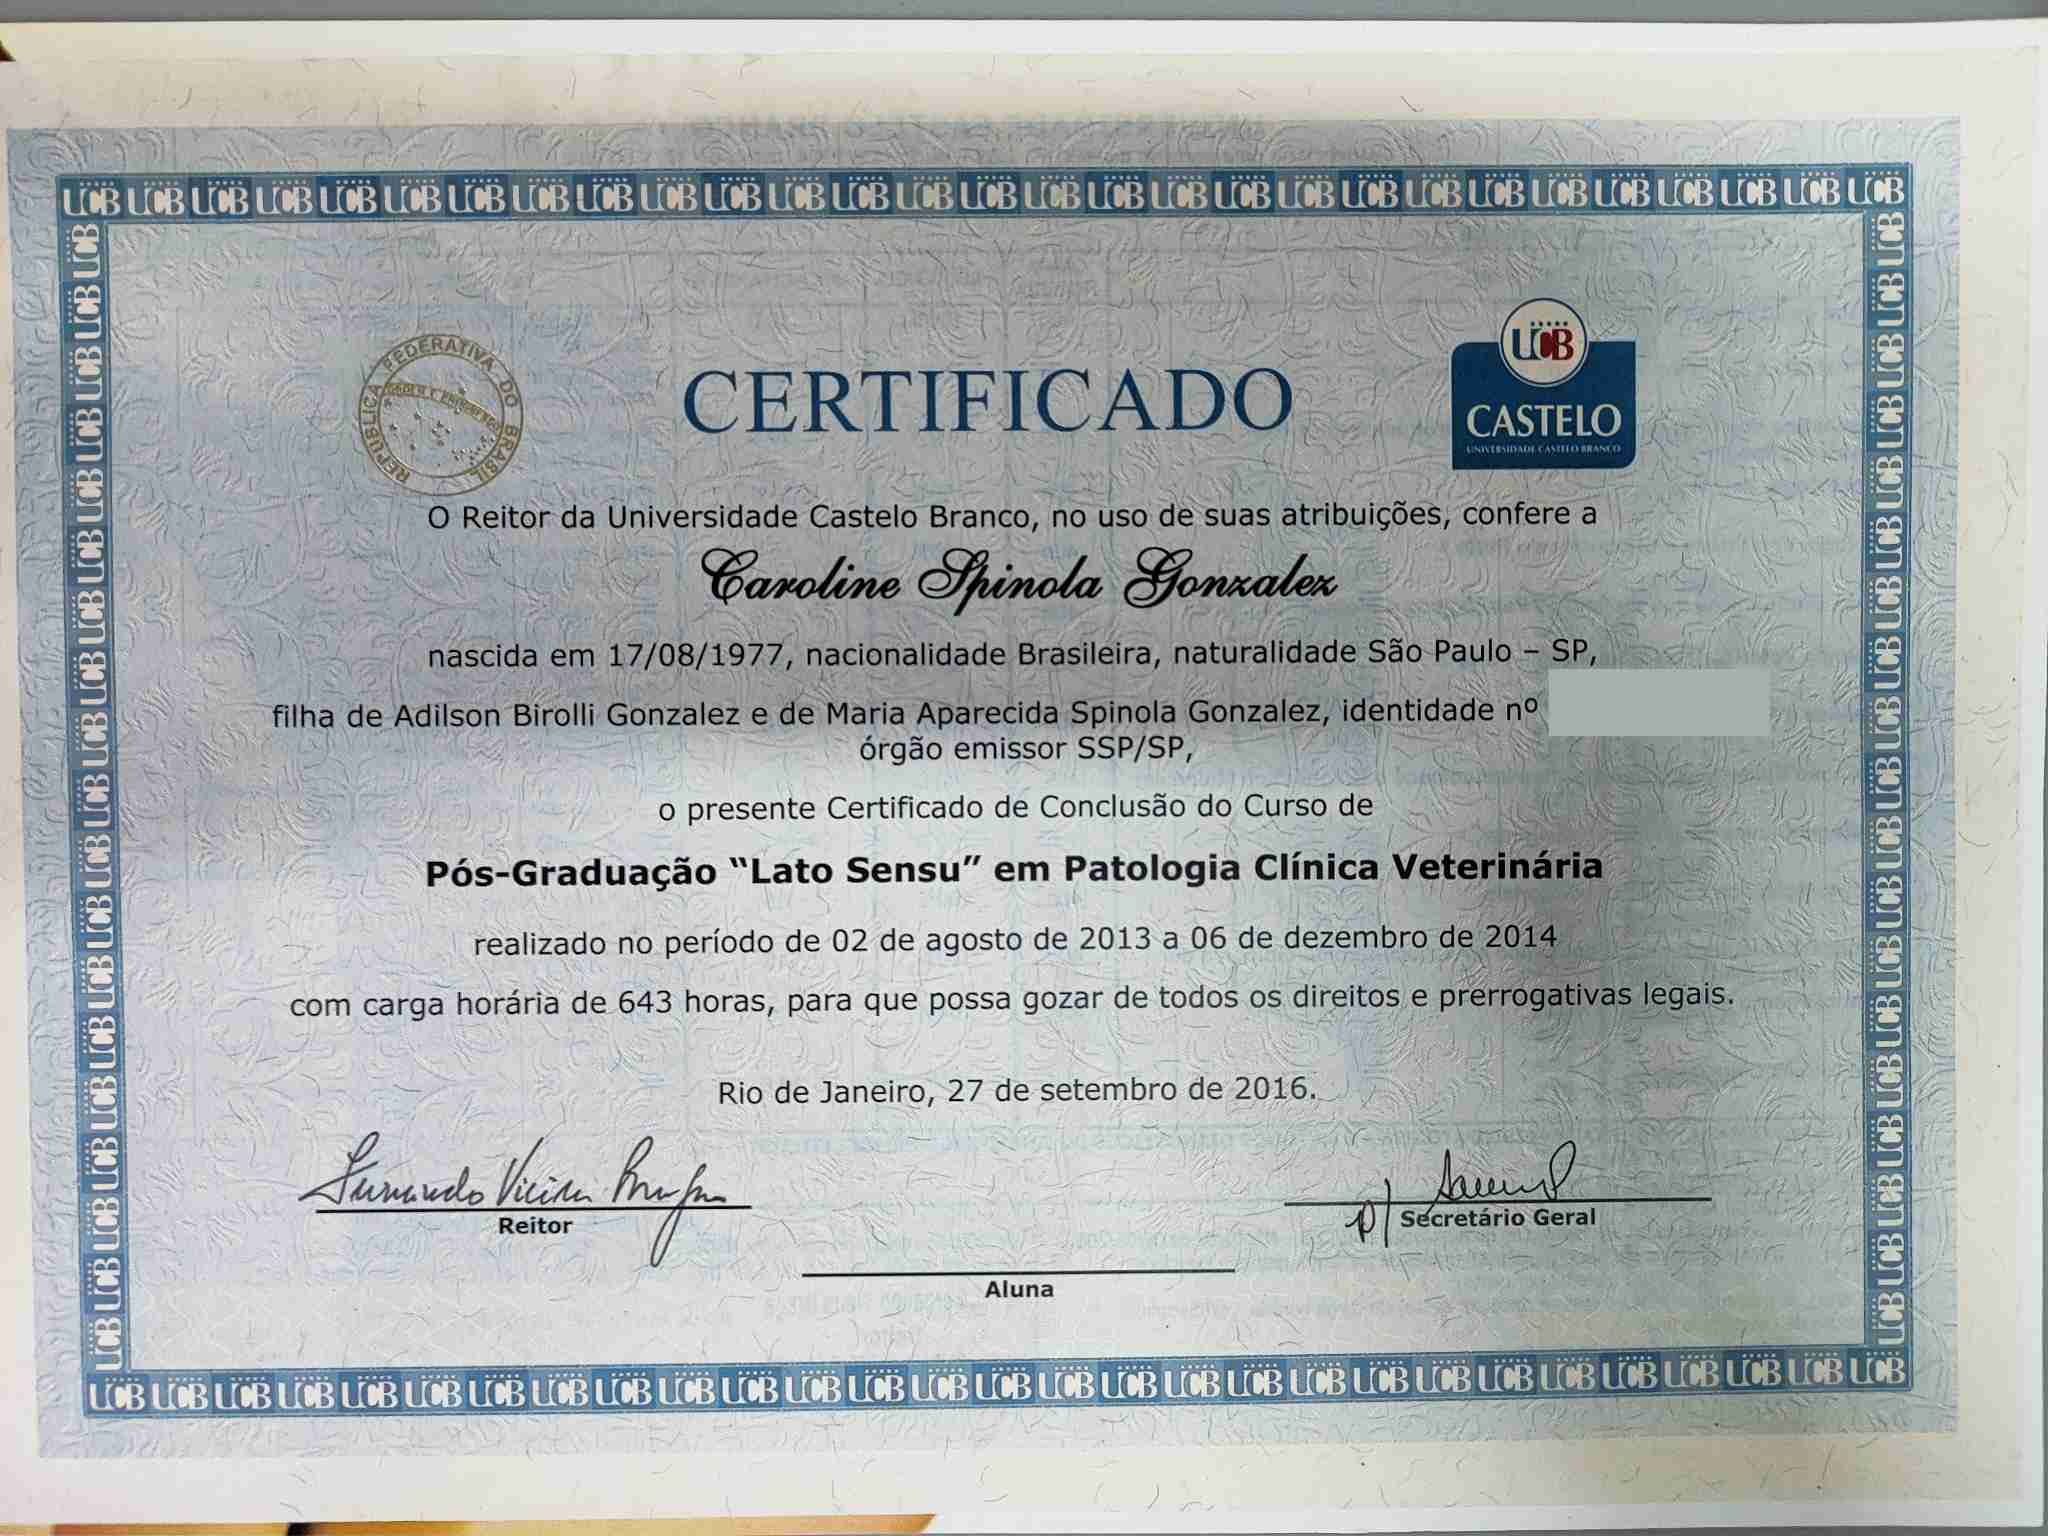 REPÚBLICA FEDERATIVA DO BRASIL
ORDEM E PROGRESSO
CERTIFICADO
UCB
CASTELO
UNIVERSIDADE CASTELO BRANCO
O Reitor da Universidade Castelo Branco, no uso de suas atribuições, confere a
Caroline Spinola Gonzalez
nascida em 17/08/1977, nacionalidade Brasileira, naturalidade São Paulo – SP,
filha de Adilson Birolli Gonzalez e de Maria Aparecida Spinola Gonzalez, identidade nº
órgão emissor SSP/SP,
o presente Certificado de Conclusão do Curso de
Pós-Graduação “Lato Sensu” em Patologia Clínica Veterinária
realizado no período de 02 de agosto de 2013 a 06 de dezembro de 2014
com carga horária de 643 horas, para que possa gozar de todos os direitos e prerrogativas legais.
Rio de Janeiro, 27 de setembro de 2016.
Reitor
Secretário Geral
Aluna